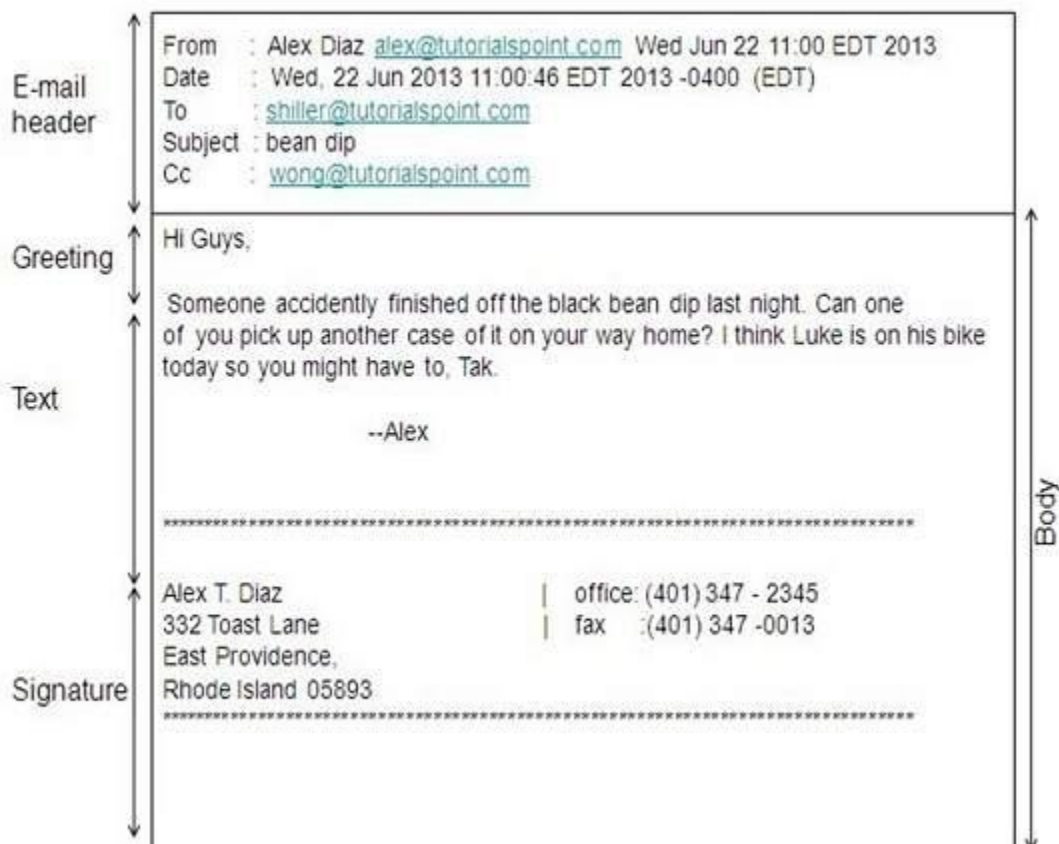 E-mail
header
From : Alex Diaz alex@tutorialspoint.com Wed Jun 22 11:00 EDT 2013
Date : Wed, 22 Jun 2013 11:00:46 EDT 2013 -0400 (EDT)
To : shiller@tutorialspoint.com
Subject : bean dip
Cc : wong@tutorialspoint.com
Greeting
Hi Guys,
Text
Someone accidently finished off the black bean dip last night. Can one
of you pick up another case of it on your way home? I think Luke is on his bike
today so you might have to, Tak.
--Alex
Body
********************************************************************************
Signature
Alex T. Diaz | office: (401) 347 - 2345
332 Toast Lane | fax :(401) 347 -0013
East Providence,
Rhode Island 05893
********************************************************************************